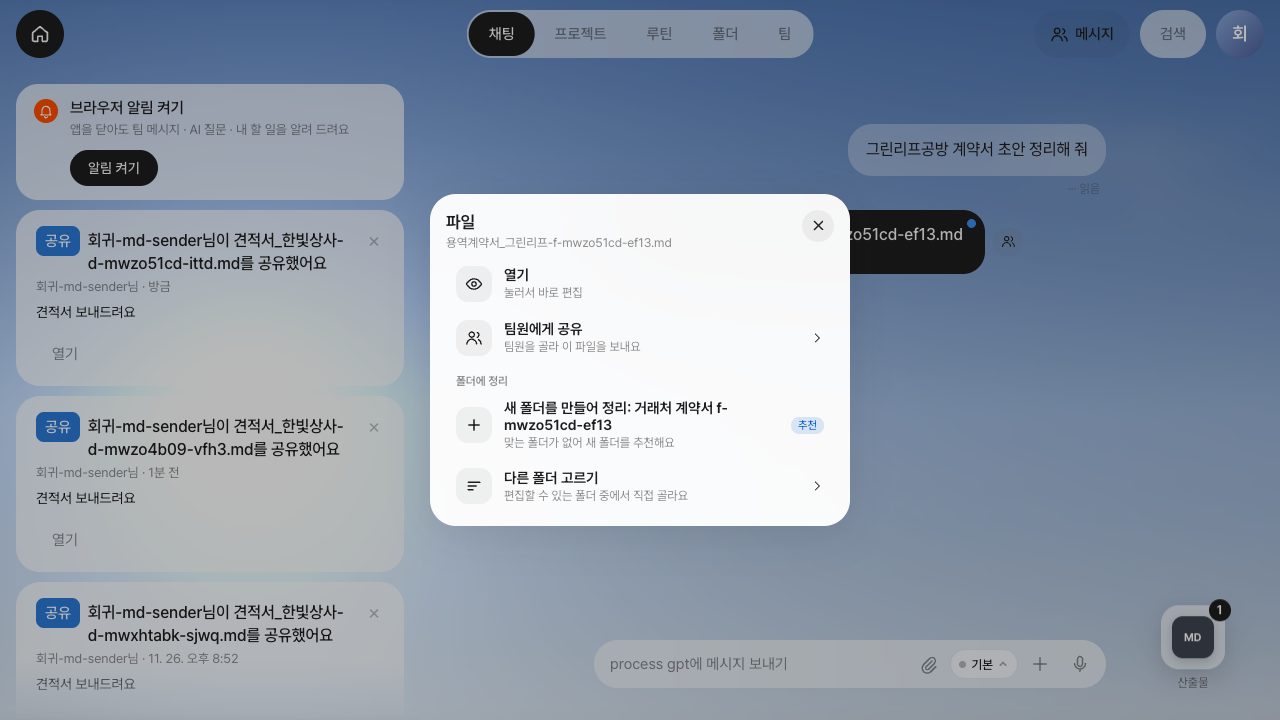 채팅
프로젝트
루틴
폴더
팀
메시지
검색
회
브라우저 알림 켜기
앱을 닫아도 팀 메시지 · AI 질문 · 내 할 일을 알려 드려요
알림 켜기
공유
회귀-md-sender님이 견적서_한빛상사-
d-mwzo51cd-ittd.md를 공유했어요
회귀-md-sender님 · 방금
견적서 보내드려요
열기
공유
회귀-md-sender님이 견적서_한빛상사-
d-mwzo4b09-vfh3.md를 공유했어요
회귀-md-sender님 · 1분 전
견적서 보내드려요
열기
공유
회귀-md-sender님이 견적서_한빛상사-
d-mwxhtabk-sjwq.md를 공유했어요
회귀-md-sender님 · 11. 26. 오후 8:52
견적서 보내드려요
그린리프공방 계약서 초안 정리해 줘
읽음
zo51cd-ef13.md
파일
용역계약서_그린리프-f-mwzo51cd-ef13.md
열기
눌러서 바로 편집
팀원에게 공유
팀원을 골라 이 파일을 보내요
폴더에 정리
새 폴더를 만들어 정리: 거래처 계약서 f-
mwzo51cd-ef13
맞는 폴더가 없어 새 폴더를 추천해요
추천
다른 폴더 고르기
편집할 수 있는 폴더 중에서 직접 골라요
process gpt에 메시지 보내기
기본
1
MD
산출물